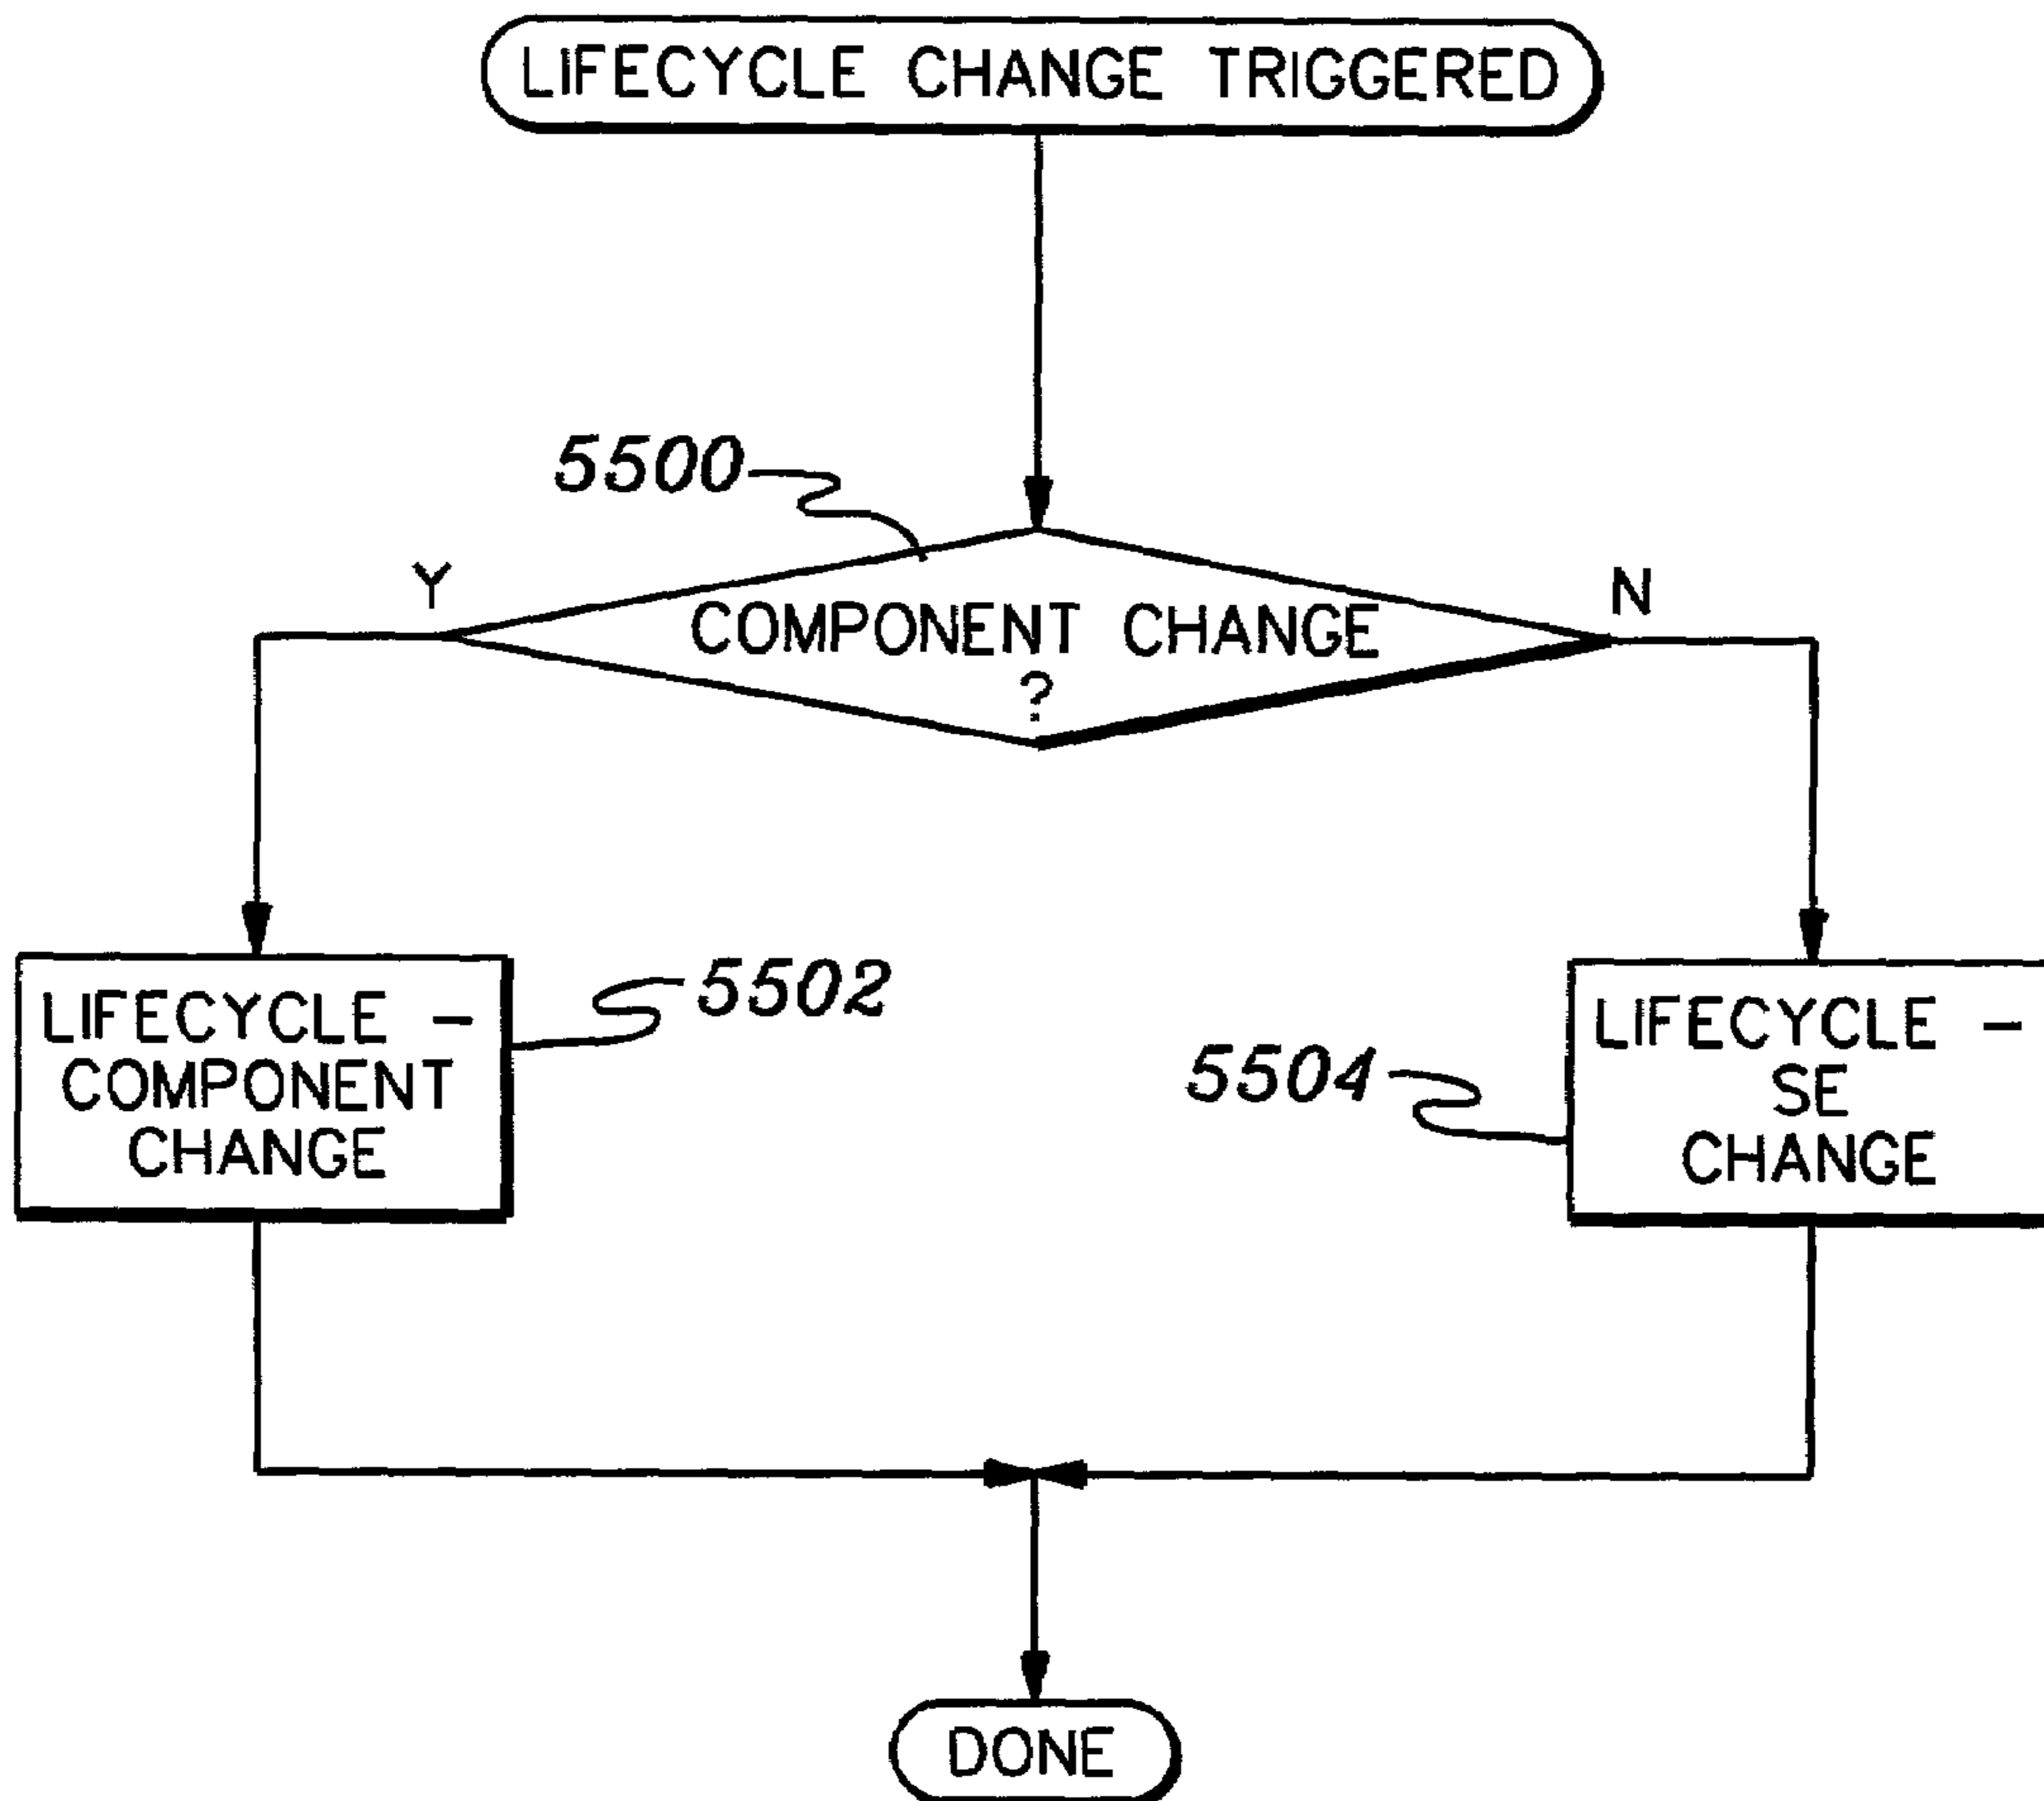 LIFECYCLE CHANGE TRIGGERED
5500
Y
N
COMPONENT CHANGE
?
LIFECYCLE –
COMPONENT
CHANGE
5502
5504
LIFECYCLE –
SE
CHANGE
DONE